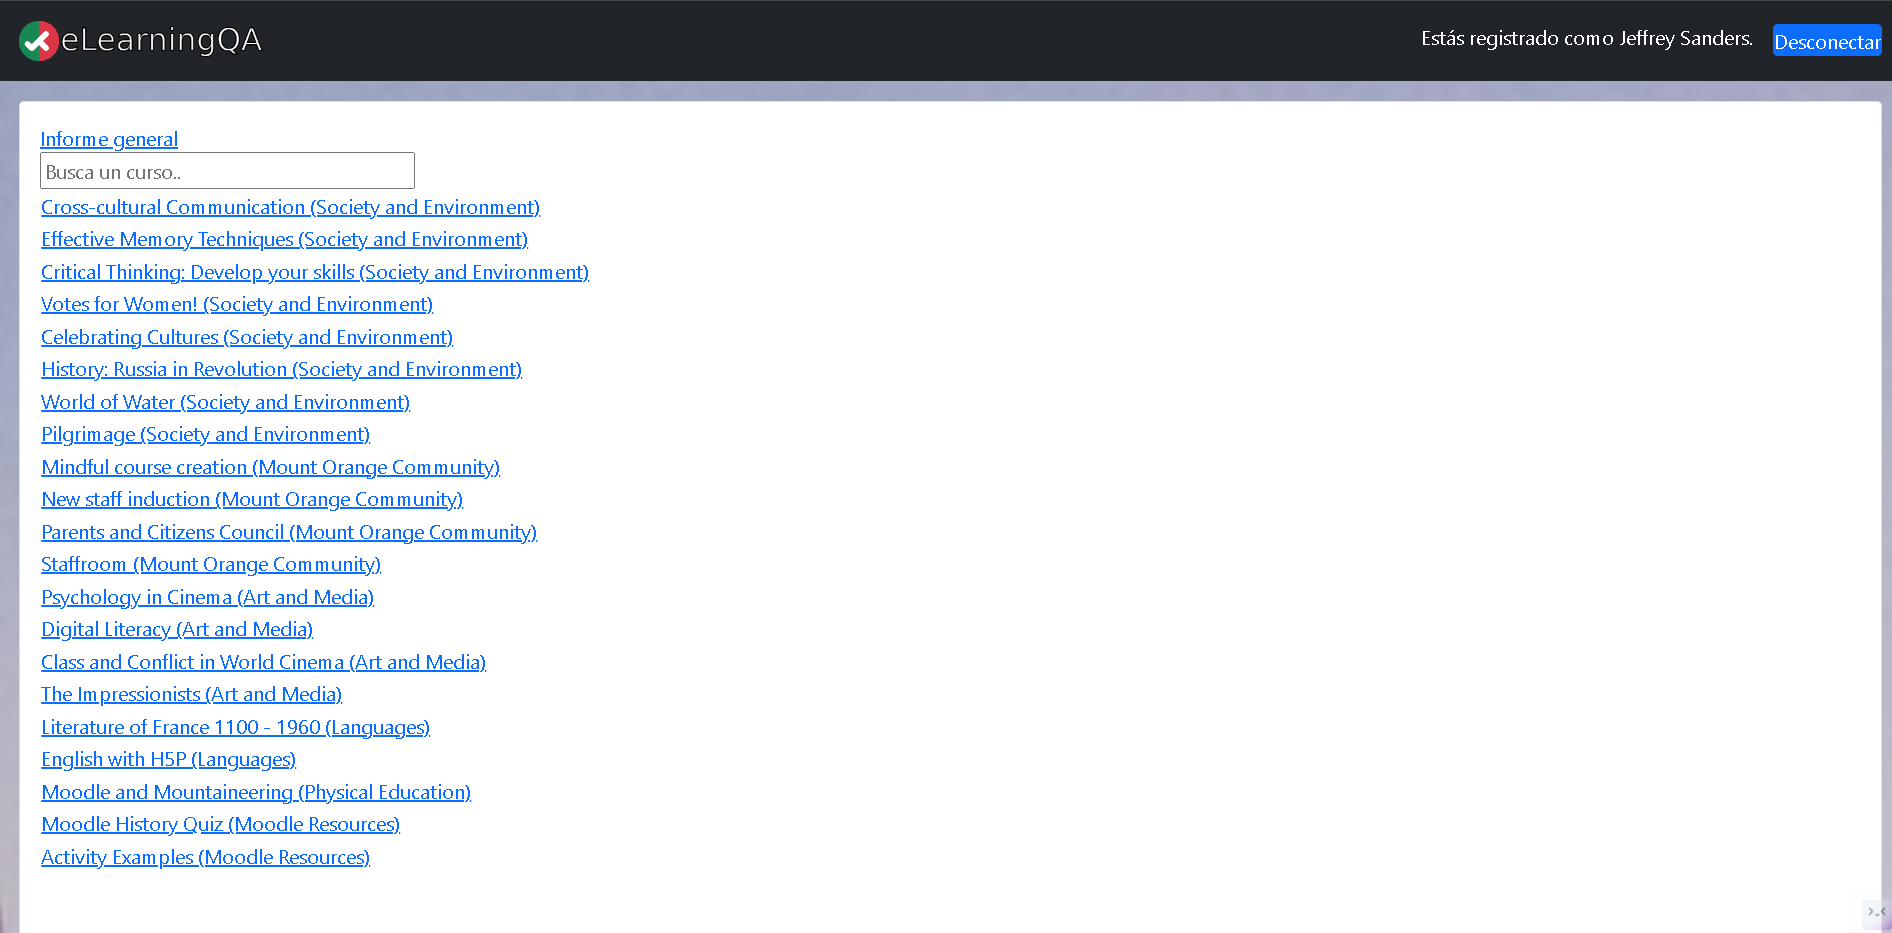 eLearningQA
Estás registrado como Jeffrey Sanders.
Desconectar
Informe general
Busca un curso..
Cross-cultural Communication (Society and Environment)
Effective Memory Techniques (Society and Environment)
Critical Thinking: Develop your skills (Society and Environment)
Votes for Women! (Society and Environment)
Celebrating Cultures (Society and Environment)
History: Russia in Revolution (Society and Environment)
World of Water (Society and Environment)
Pilgrimage (Society and Environment)
Mindful course creation (Mount Orange Community)
New staff induction (Mount Orange Community)
Parents and Citizens Council (Mount Orange Community)
Staffroom (Mount Orange Community)
Psychology in Cinema (Art and Media)
Digital Literacy (Art and Media)
Class and Conflict in World Cinema (Art and Media)
The Impressionists (Art and Media)
Literature of France 1100 - 1960 (Languages)
English with H5P (Languages)
Moodle and Mountaineering (Physical Education)
Moodle History Quiz (Moodle Resources)
Activity Examples (Moodle Resources)